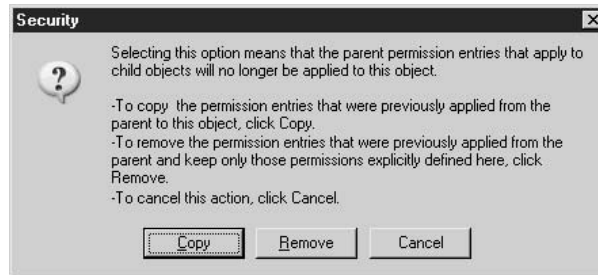 Security
Selecting this option means that the parent permission entries that apply to
child objects will no longer be applied to this object.
-To copy the permission entries that were previously applied from the
parent to this object, click Copy.
-To remove the permission entries that were previously applied from the
parent and keep only those permissions explicitly defined here, click
Remove.
-To cancel this action, click Cancel.
Copy Remove Cancel